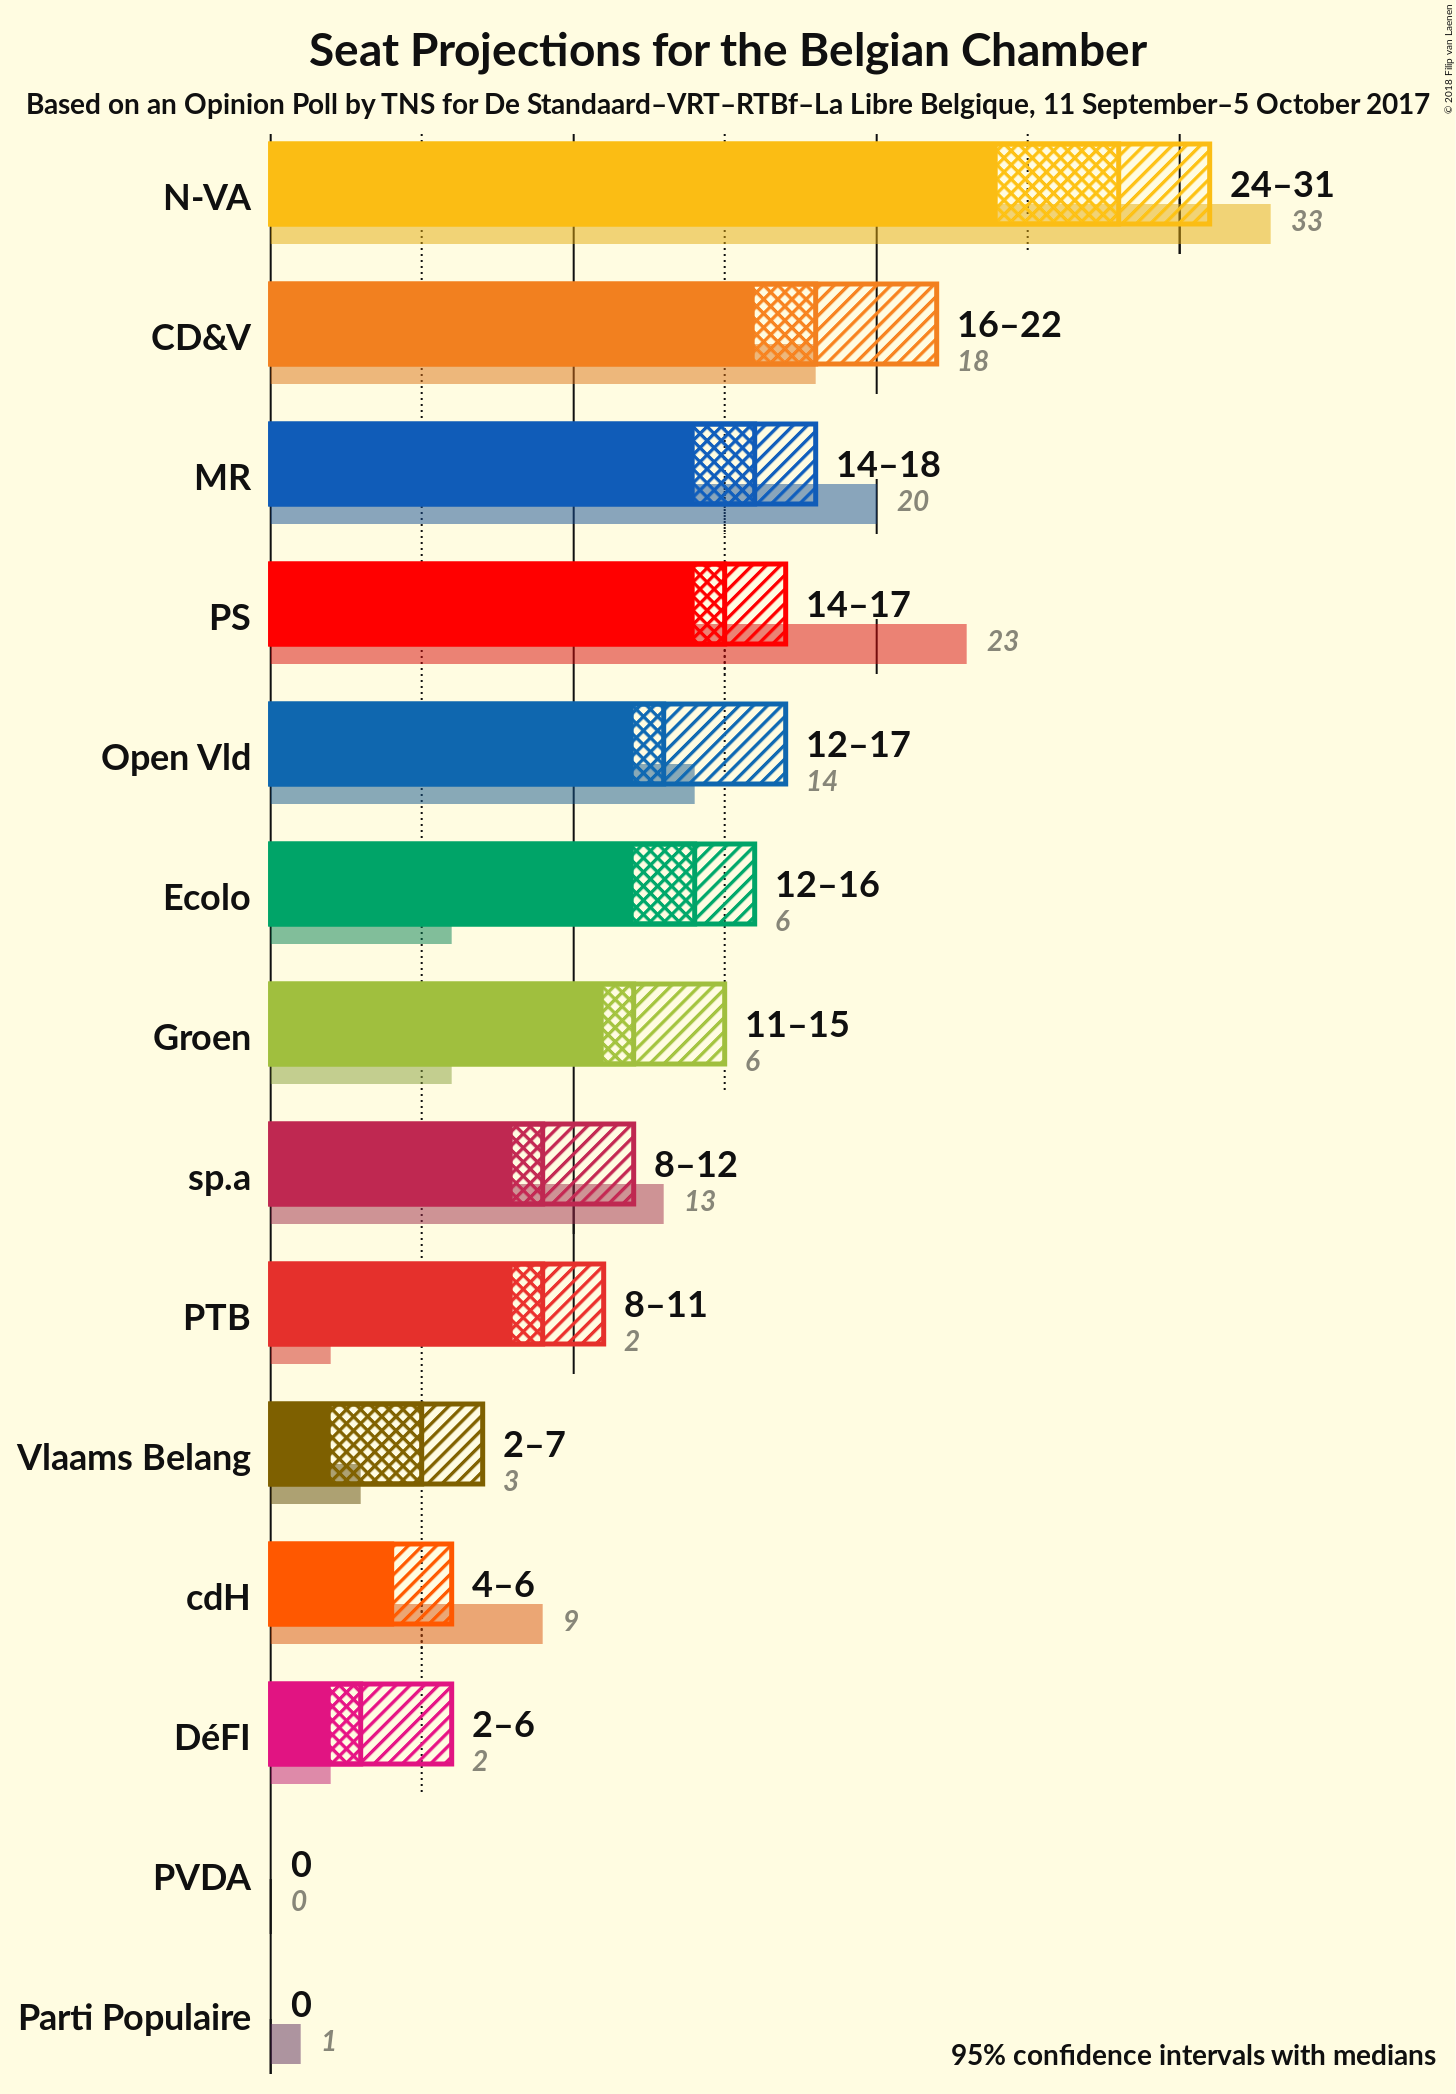 Seat Projections for the Belgian Chamber
Based on an Opinion Poll by TNS for De Standaard–VRT–RTBf–La Libre Belgique, 11 September–5 October 2017
© 2018 Filip van Laenen
N-VA
24–31
33
CD&V
16–22
18
MR
14–18
20
PS
14–17
23
Open Vld
12–17
14
Ecolo
12–16
6
Groen
11–15
6
sp.a
8–12
13
PTB
8–11
2
Vlaams Belang
2–7
3
cdH
4–6
9
DéFI
2–6
2
PVDA
0
0
Parti Populaire
0
1
95% confidence intervals with medians